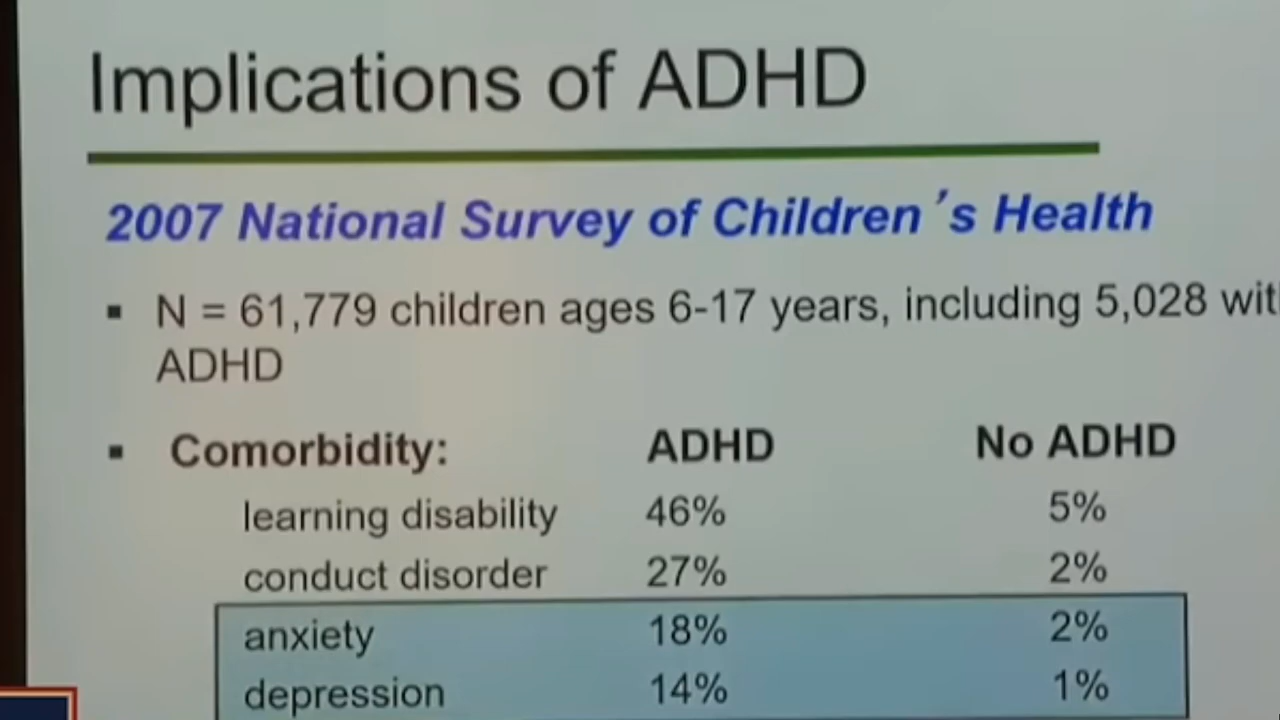 Implications of ADHD
2007 National Survey of Children's Health
▪ N = 61,779 children ages 6-17 years, including 5,028 wit
ADHD
▪ Comorbidity: ADHD No ADHD
learning disability 46% 5%
conduct disorder 27% 2%
anxiety 18% 2%
depression 14% 1%